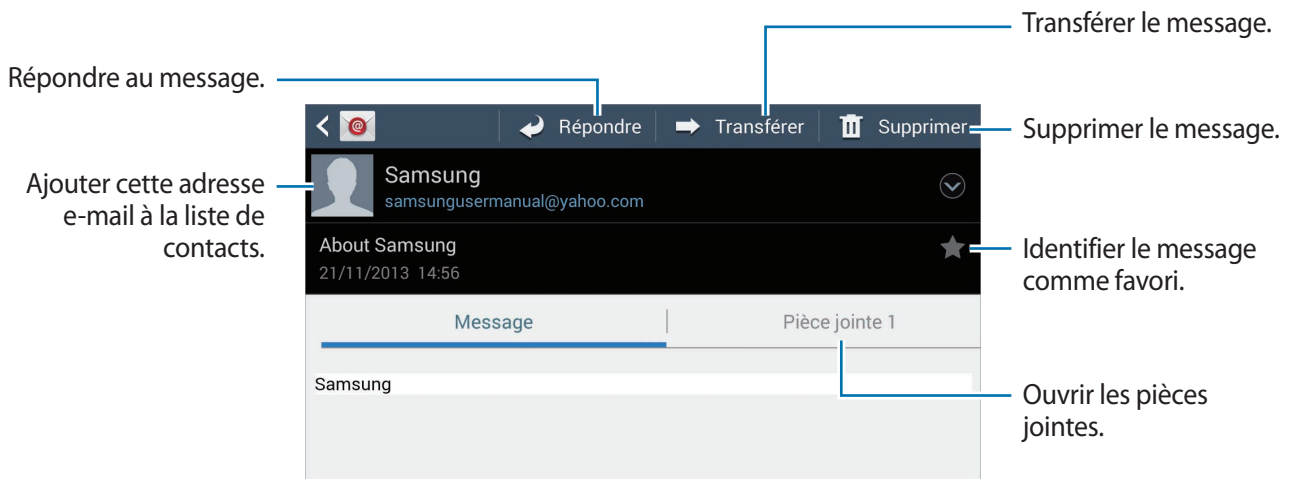 Transférer le message.
Répondre au message.
Répondre
Transférer
Supprimer
Supprimer le message.
Ajouter cette adresse
e-mail à la liste de
contacts.
Samsung
samsungusermanual@yahoo.com
About Samsung
21/11/2013 14:56
Identifier le message
comme favori.
Message
Pièce jointe 1
Samsung
Ouvrir les pièces
jointes.